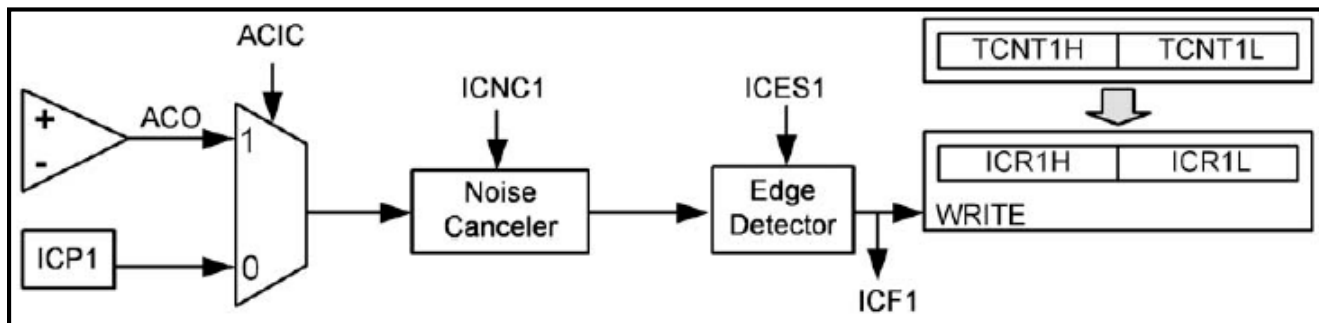 ACIC
TCNT1H TCNT1L
ICNC1
ICES1
+
ACO
1
-
ICR1H ICR1L
Noise
Canceler
Edge
Detector
WRITE
ICP1
0
ICF1